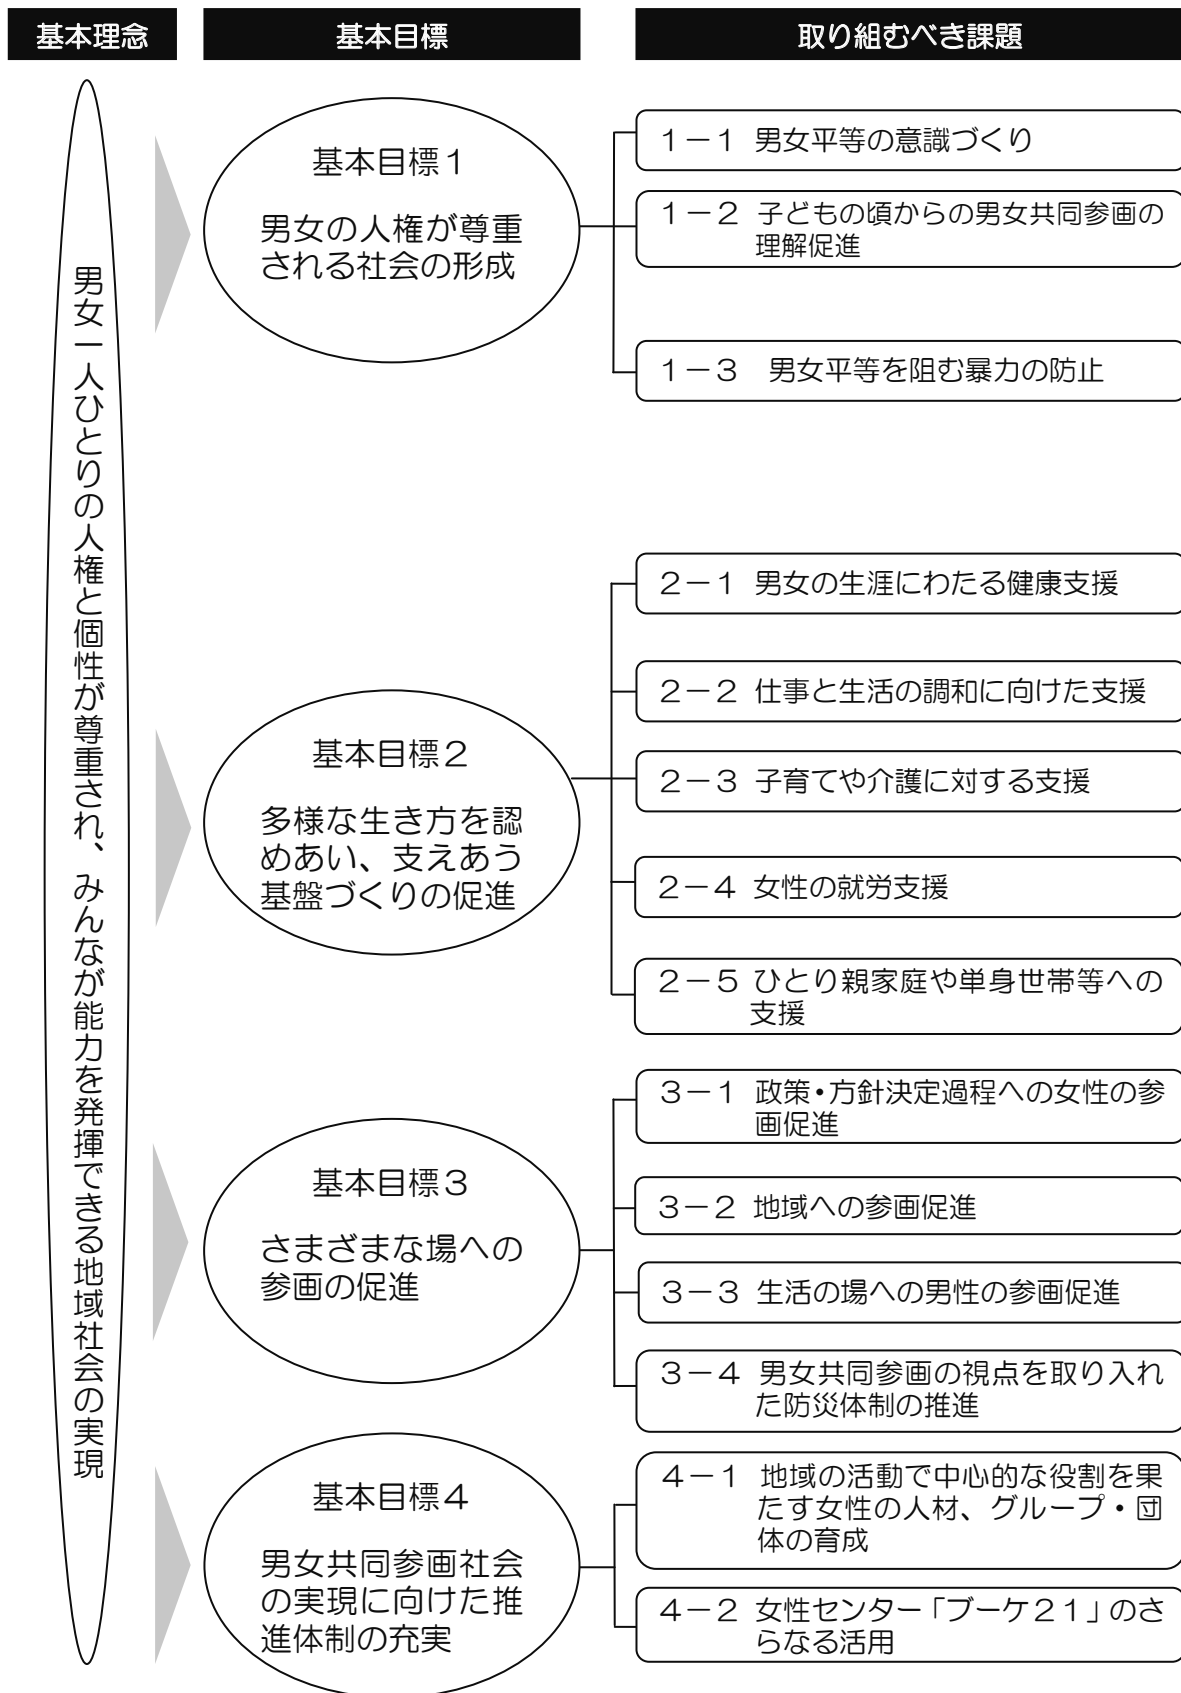 基本理念
基本目標
取り組むべき課題
男女一人ひとりの人権と個性が尊重され、みんなが能力を発揮できる地域社会の実現
基本目標１
男女の人権が尊重
される社会の形成
１－１ 男女平等の意識づくり
１－２ 子どもの頃からの男女共同参画の
理解促進
１－３ 男女平等を阻む暴力の防止
基本目標２
多様な生き方を認
めあい、支えあう
基盤づくりの促進
２－１ 男女の生涯にわたる健康支援
２－２ 仕事と生活の調和に向けた支援
２－３ 子育てや介護に対する支援
２－４ 女性の就労支援
２－５ ひとり親家庭や単身世帯等への
支援
基本目標３
さまざまな場への
参画の促進
３－１ 政策・方針決定過程への女性の参
画促進
３－２ 地域への参画促進
３－３ 生活の場への男性の参画促進
３－４ 男女共同参画の視点を取り入れ
た防災体制の推進
基本目標４
男女共同参画社会
の実現に向けた推
進体制の充実
４－１ 地域の活動で中心的な役割を果
たす女性の人材、グループ・団
体の育成
４－２ 女性センター「ブーケ２１」のさ
らなる活用